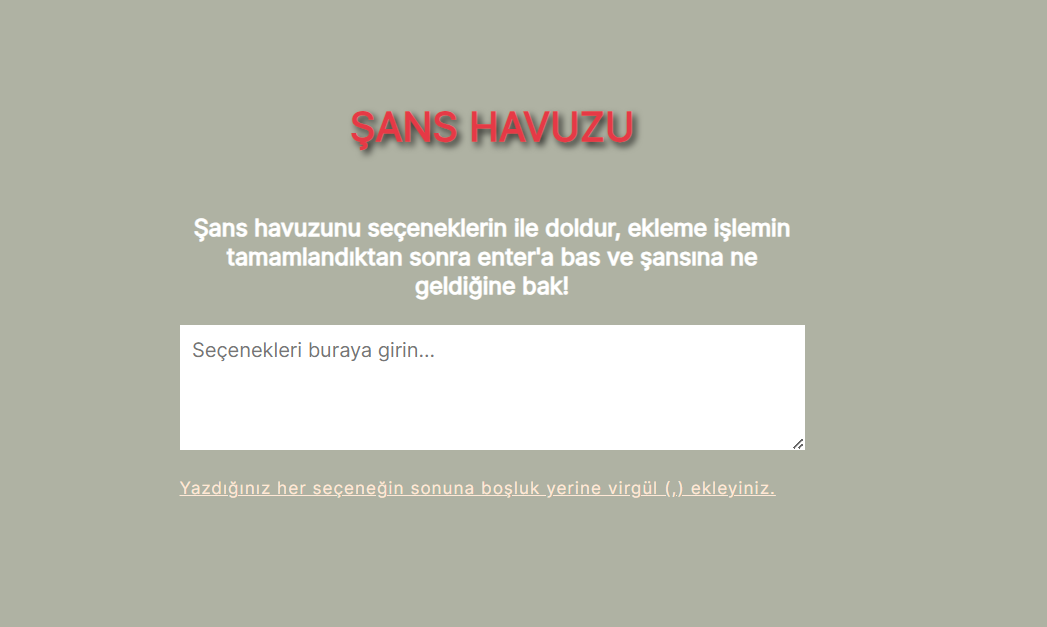 ŞANS HAVUZU
Şans havuzunu seçeneklerin ile doldur, ekleme işlemin
tamamlandıktan sonra enter'a bas ve şansına ne
geldiğine bak!
Seçenekleri buraya girin...
Yazdığınız her seçeneğin sonuna boşluk yerine virgül (,) ekleyiniz.